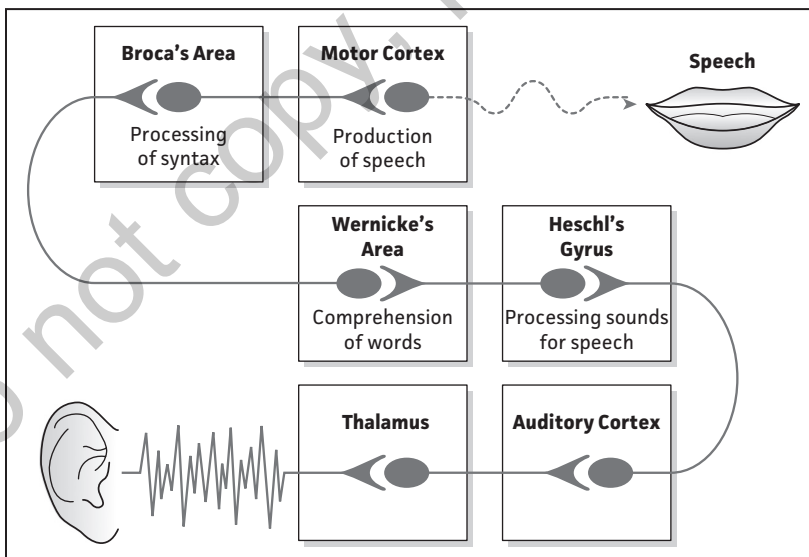 Broca's Area
Processing
of syntax
Motor Cortex
Production
of speech
Speech
Wernicke's
Area
Comprehension
of words
Heschl's
Gyrus
Processing sounds
for speech
Thalamus
Auditory Cortex
not copy,